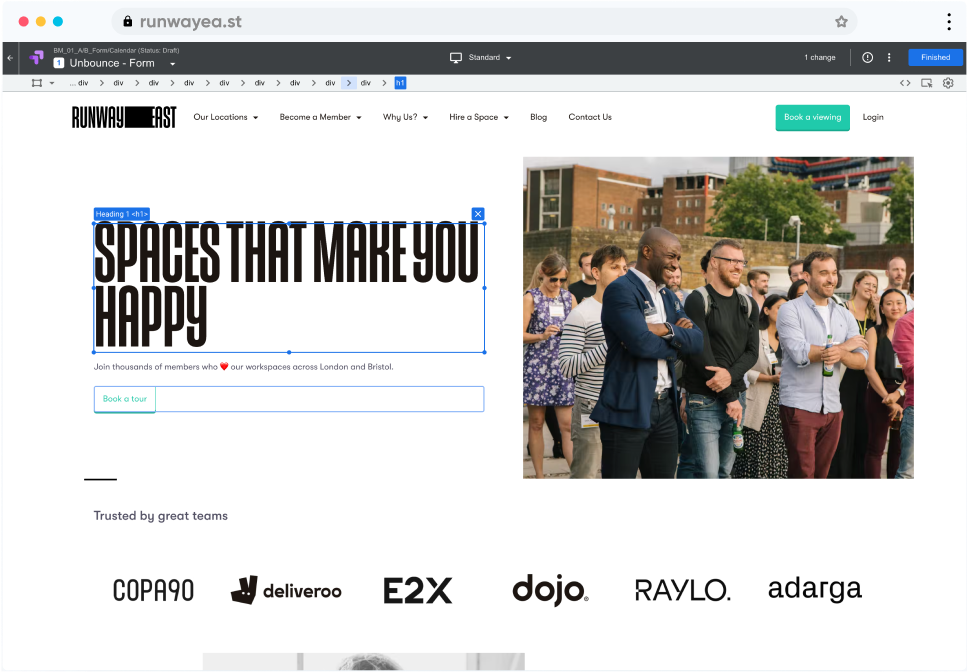 runwayea.st
BM_01_A/B_Form/Calendar (Status: Draft)
1 Unbounce - Form
Standard
1 change
Finished
... div > div > div > div > div > div > div > div > div > h1
RUNWAY EAST
Our Locations
Become a Member
Why Us?
Hire a Space
Blog
Contact Us
Book a viewing
Login
Heading 1 <h1>
SPACES THAT MAKE YOU
HAPPY
Join thousands of members who ❤️ our workspaces across London and Bristol.
Book a tour
Trusted by great teams
COPA90
deliveroo
E2X
dojo®
RAYLO.
adarga